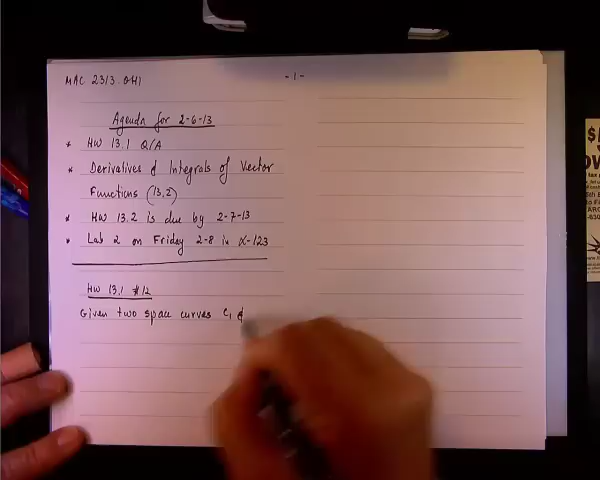 MAC 2313.0H1
-1-
Agenda for 2-6-13
* HW 13.1 Q/A
* Derivatives & Integrals of Vector
Functions (13.2)
* HW 13.2 is due by 2-7-13
* Lab 2 on Friday 2-8 in X-123
HW 13.1 #12
Given two space curves C1 &